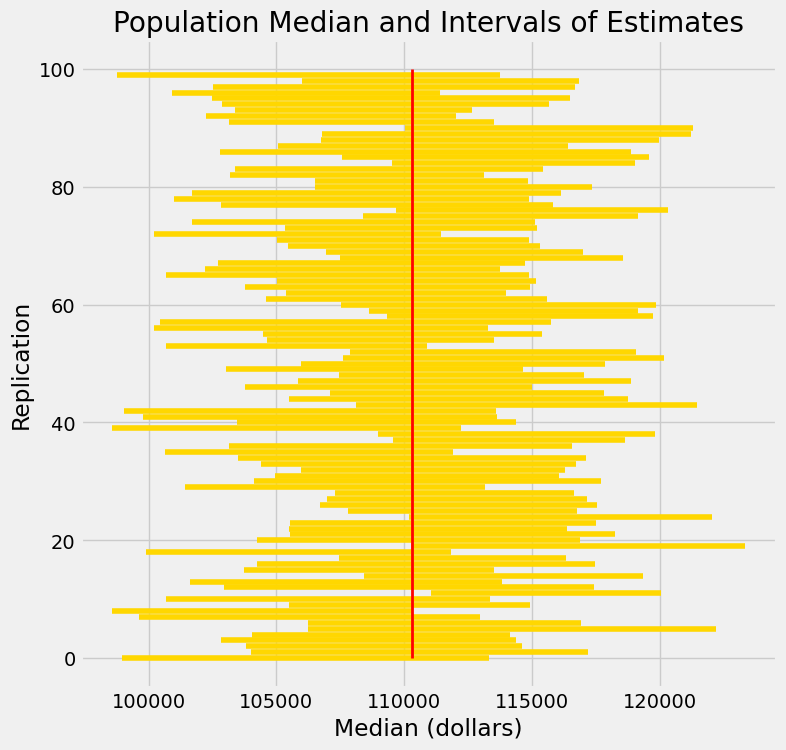 Population Median and Intervals of Estimates
100
80
60
40
20
0
Replication
100000 105000 110000 115000 120000
Median (dollars)